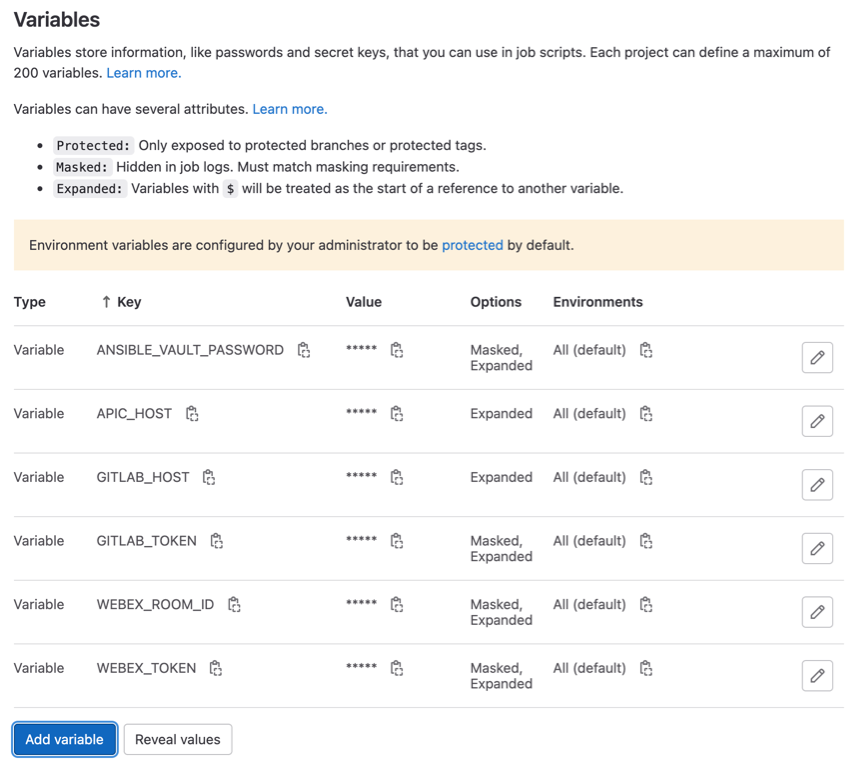 Variables
Variables store information, like passwords and secret keys, that you can use in job scripts. Each project can define a maximum of
200 variables. Learn more.
Variables can have several attributes. Learn more.
• Protected: Only exposed to protected branches or protected tags.
• Masked: Hidden in job logs. Must match masking requirements.
• Expanded: Variables with $ will be treated as the start of a reference to another variable.
Environment variables are configured by your administrator to be protected by default.
Type ↑ Key Value Options Environments
Variable ANSIBLE_VAULT_PASSWORD ***** Masked, All (default)
Expanded
Variable APIC_HOST ***** Expanded All (default)
Variable GITLAB_HOST ***** Expanded All (default)
Variable GITLAB_TOKEN ***** Masked, All (default)
Expanded
Variable WEBEX_ROOM_ID ***** Masked, All (default)
Expanded
Variable WEBEX_TOKEN ***** Masked, All (default)
Expanded
Add variable Reveal values